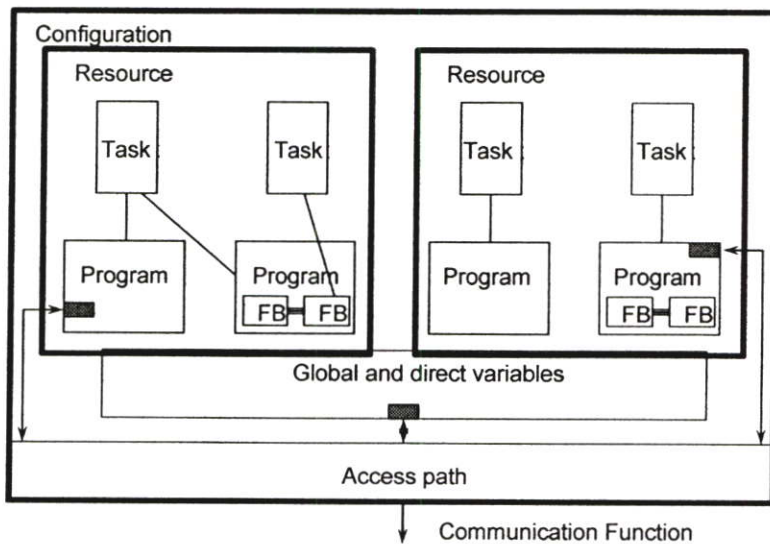 Configuration
Resource
Resource
Task
Task
Task
Task
Program
Program
Program
Program
FB
FB
FB
FB
Global and direct variables
Access path
Communication Function